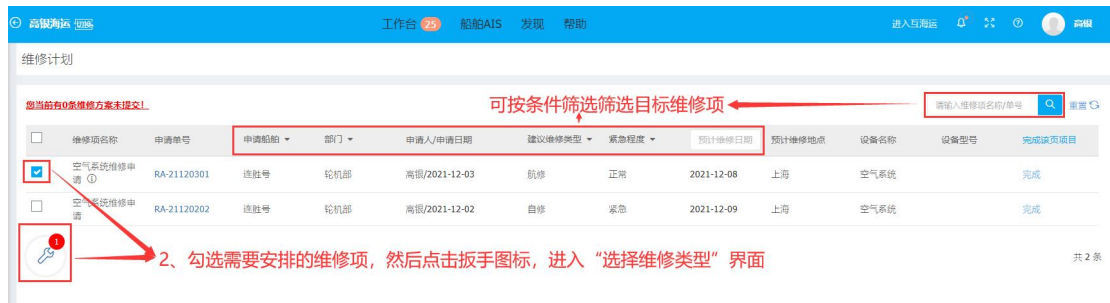 高银海运 互海 工作台 25 船舶AIS 发现 帮助 进入互海运 高银
维修计划
您当前有0条维修方案未提交！ 可按条件筛选筛选目标维修项 请输入维修项名称/单号 重置
维修项名称 申请单号 申请船舶 部门 申请人/申请日期 建议维修类型 紧急程度 预计维修日期 预计维修地点 设备名称 设备型号 完成该页项目
空气系统维修申
请 RA-21120301 连胜号 轮机部 高银/2021-12-03 航修 正常 2021-12-08 上海 空气系统 完成
空气系统维修申
请 RA-21120202 连胜号 轮机部 高银/2021-12-02 自修 紧急 2021-12-09 上海 空气系统 完成
1
2、勾选需要安排的维修项，然后点击扳手图标，进入“选择维修类型”界面
共 2 条